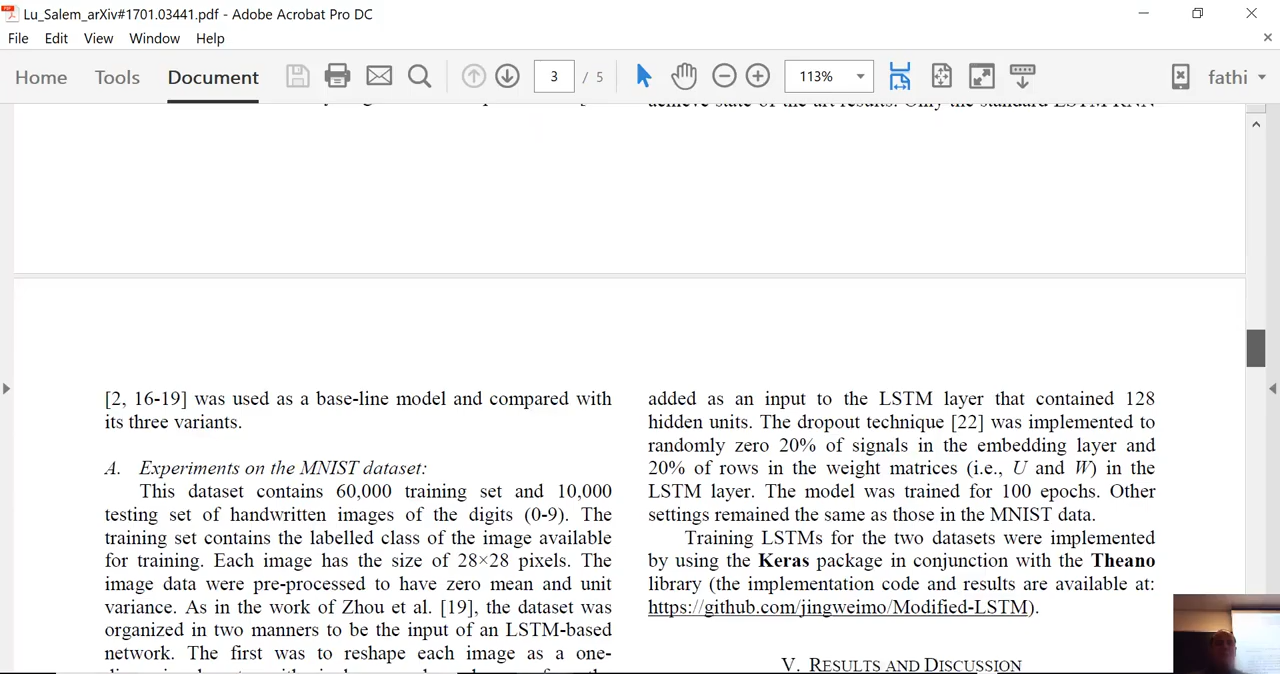 Lu_Salem_arXiv#1701.03441.pdf - Adobe Acrobat Pro DC
File Edit View Window Help
Home Tools Document 3 / 5 113% fathi
achieve state of the art results. Only the standard LSTM RNN
[2, 16-19] was used as a base-line model and compared with
its three variants.
A. Experiments on the MNIST dataset:
This dataset contains 60,000 training set and 10,000
testing set of handwritten images of the digits (0-9). The
training set contains the labelled class of the image available
for training. Each image has the size of 28×28 pixels. The
image data were pre-processed to have zero mean and unit
variance. As in the work of Zhou et al. [19], the dataset was
organized in two manners to be the input of an LSTM-based
network. The first was to reshape each image as a one-
added as an input to the LSTM layer that contained 128
hidden units. The dropout technique [22] was implemented to
randomly zero 20% of signals in the embedding layer and
20% of rows in the weight matrices (i.e., U and W) in the
LSTM layer. The model was trained for 100 epochs. Other
settings remained the same as those in the MNIST data.
Training LSTMs for the two datasets were implemented
by using the Keras package in conjunction with the Theano
library (the implementation code and results are available at:
https://github.com/jingweimo/Modified-LSTM).
V. RESULTS AND DISCUSSION